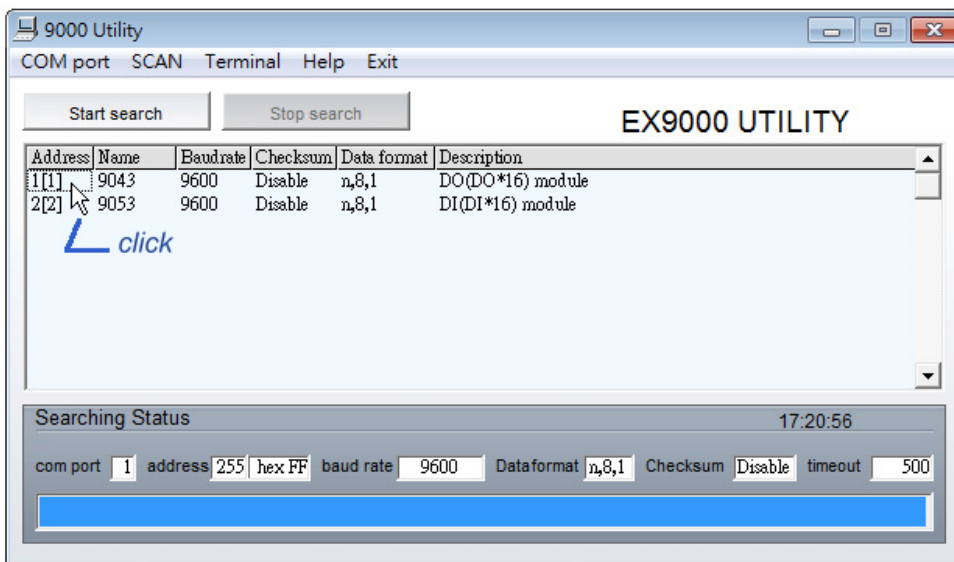 9000 Utility
COM port SCAN Terminal Help Exit
Start search Stop search EX9000 UTILITY
Address Name Baudrate Checksum Data format Description
1[1] 9043 9600 Disable n,8,1 DO(DO*16) module
2[2] 9053 9600 Disable n,8,1 DI(DI*16) module
click
Searching Status 17:20:56
com port 1 address 255 hex FF baud rate 9600 Dataformat n,8,1 Checksum Disable timeout 500